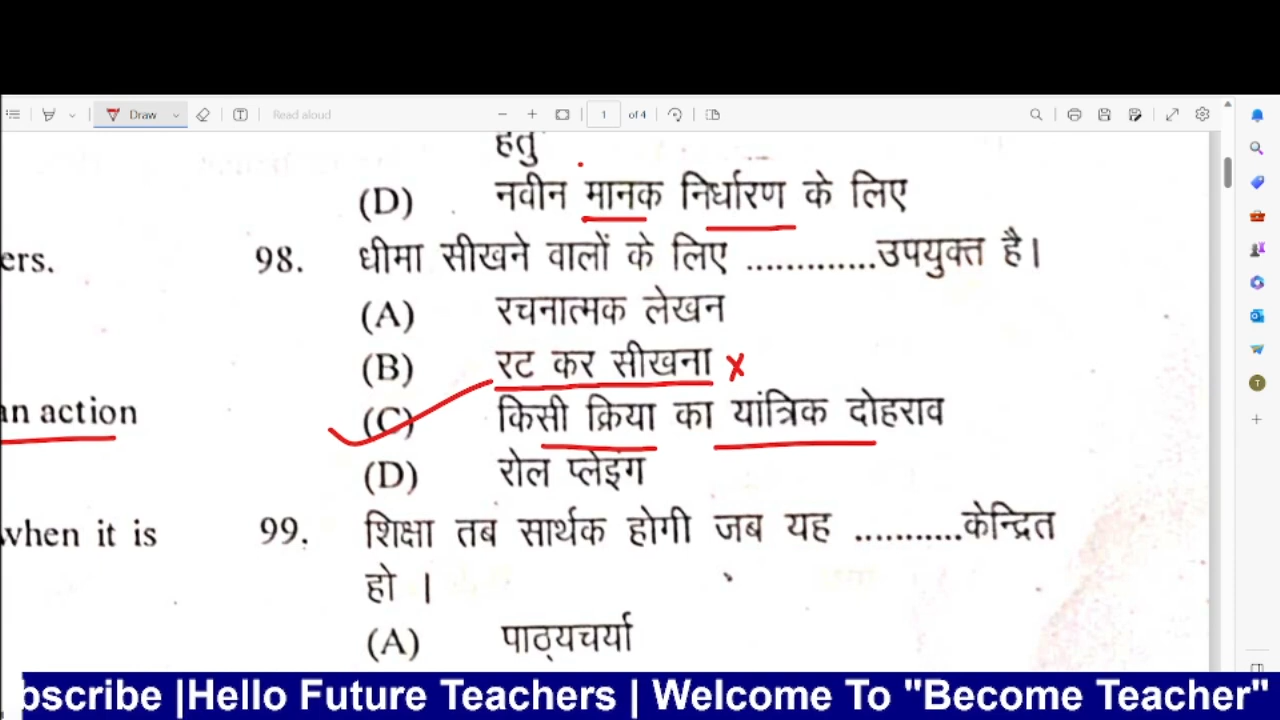 Draw
Read aloud
1 of 4
हेतु
(D) नवीन मानक निर्धारण के लिए
ers.
98. धीमा सीखने वालों के लिए .............उपयुक्त है।
(A) रचनात्मक लेखन
(B) रट कर सीखना
an action
(C) किसी क्रिया का यांत्रिक दोहराव
(D) रोल प्लेइंग
when it is
99. शिक्षा तब सार्थक होगी जब यह ...........केन्द्रित
हो ।
(A) पाठ्यचर्या
bscribe |Hello Future Teachers | Welcome To "Become Teacher"